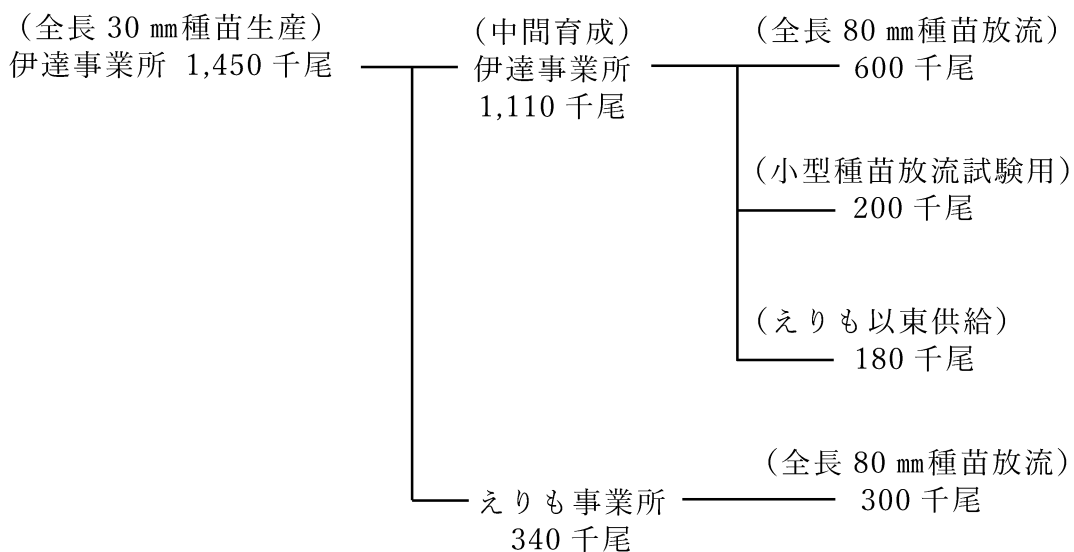 (全長 30 ㎜種苗生産)
伊達事業所 1,450 千尾
(中間育成)
伊達事業所
1,110 千尾
(全長 80 ㎜種苗放流)
600 千尾
(小型種苗放流試験用)
200 千尾
(えりも以東供給)
180 千尾
えりも事業所
340 千尾
(全長 80 ㎜種苗放流)
300 千尾